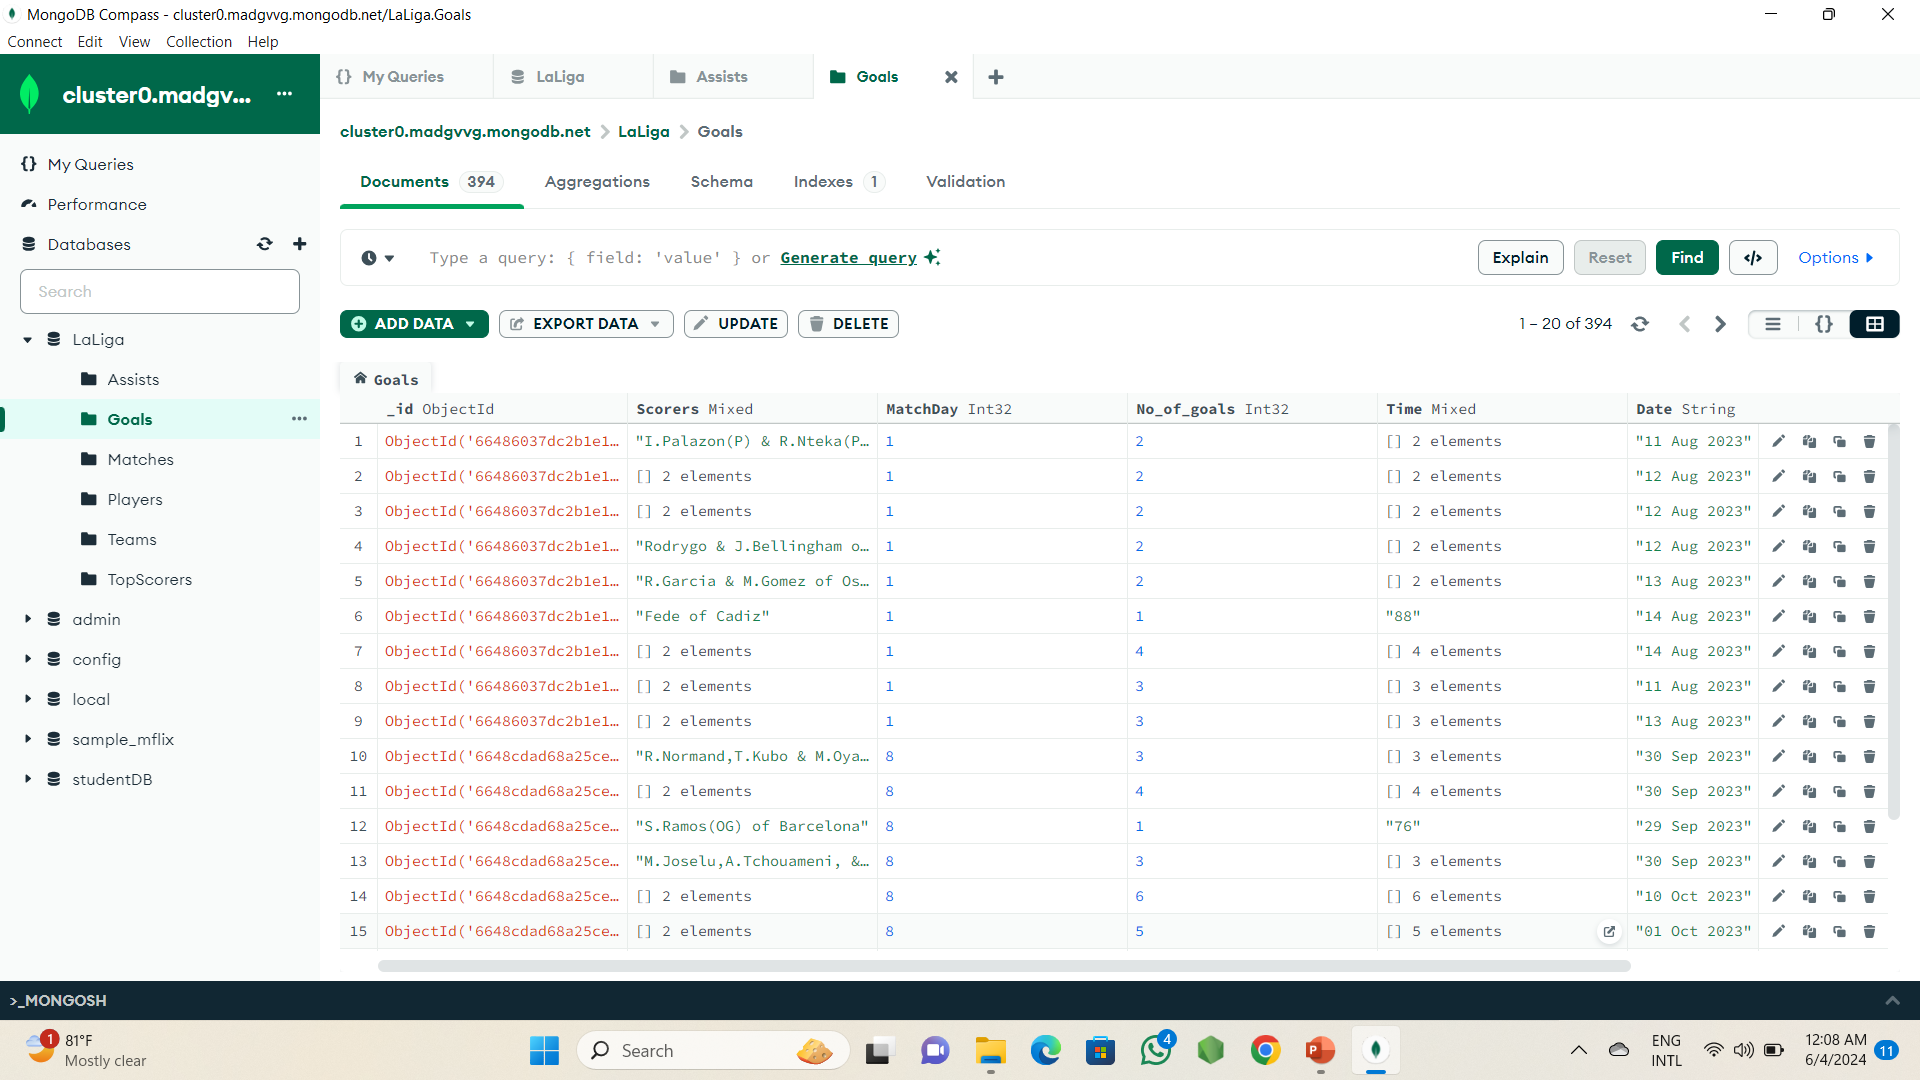 MongoDB Compass - cluster0.madgvvg.mongodb.net/LaLiga.Goals
Connect Edit View Collection Help
cluster0.madgv...
My Queries
Performance
Databases
Search
LaLiga
Assists
Goals
Matches
Players
Teams
TopScorers
admin
config
local
sample_mflix
studentDB
{} My Queries LaLiga Assists Goals
cluster0.madgvvg.mongodb.net > LaLiga > Goals
Documents 394 Aggregations Schema Indexes 1 Validation
Type a query: { field: 'value' } or Generate query Explain Reset Find </> Options
ADD DATA EXPORT DATA UPDATE DELETE 1 – 20 of 394 {}
Goals
_id ObjectId Scorers Mixed MatchDay Int32 No_of_goals Int32 Time Mixed Date String
1 ObjectId('66486037dc2b1e1… "I.Palazon(P) & R.Nteka(P… 1 2 [] 2 elements "11 Aug 2023"
2 ObjectId('66486037dc2b1e1… [] 2 elements 1 2 [] 2 elements "12 Aug 2023"
3 ObjectId('66486037dc2b1e1… [] 2 elements 1 2 [] 2 elements "12 Aug 2023"
4 ObjectId('66486037dc2b1e1… "Rodrygo & J.Bellingham o… 1 2 [] 2 elements "12 Aug 2023"
5 ObjectId('66486037dc2b1e1… "R.Garcia & M.Gomez of Os… 1 2 [] 2 elements "13 Aug 2023"
6 ObjectId('66486037dc2b1e1… "Fede of Cadiz" 1 1 "88" "14 Aug 2023"
7 ObjectId('66486037dc2b1e1… [] 2 elements 1 4 [] 4 elements "14 Aug 2023"
8 ObjectId('66486037dc2b1e1… [] 2 elements 1 3 [] 3 elements "11 Aug 2023"
9 ObjectId('66486037dc2b1e1… [] 2 elements 1 3 [] 3 elements "13 Aug 2023"
10 ObjectId('6648cdad68a25ce… "R.Normand,T.Kubo & M.Oya… 8 3 [] 3 elements "30 Sep 2023"
11 ObjectId('6648cdad68a25ce… [] 2 elements 8 4 [] 4 elements "30 Sep 2023"
12 ObjectId('6648cdad68a25ce… "S.Ramos(OG) of Barcelona" 8 1 "76" "29 Sep 2023"
13 ObjectId('6648cdad68a25ce… "M.Joselu,A.Tchouameni, &… 8 3 [] 3 elements "30 Sep 2023"
14 ObjectId('6648cdad68a25ce… [] 2 elements 8 6 [] 6 elements "10 Oct 2023"
15 ObjectId('6648cdad68a25ce… [] 2 elements 8 5 [] 5 elements "01 Oct 2023"
>_MONGOSH
1 81°F
Mostly clear
Search
4
P
ENG
INTL
12:08 AM
6/4/2024
11